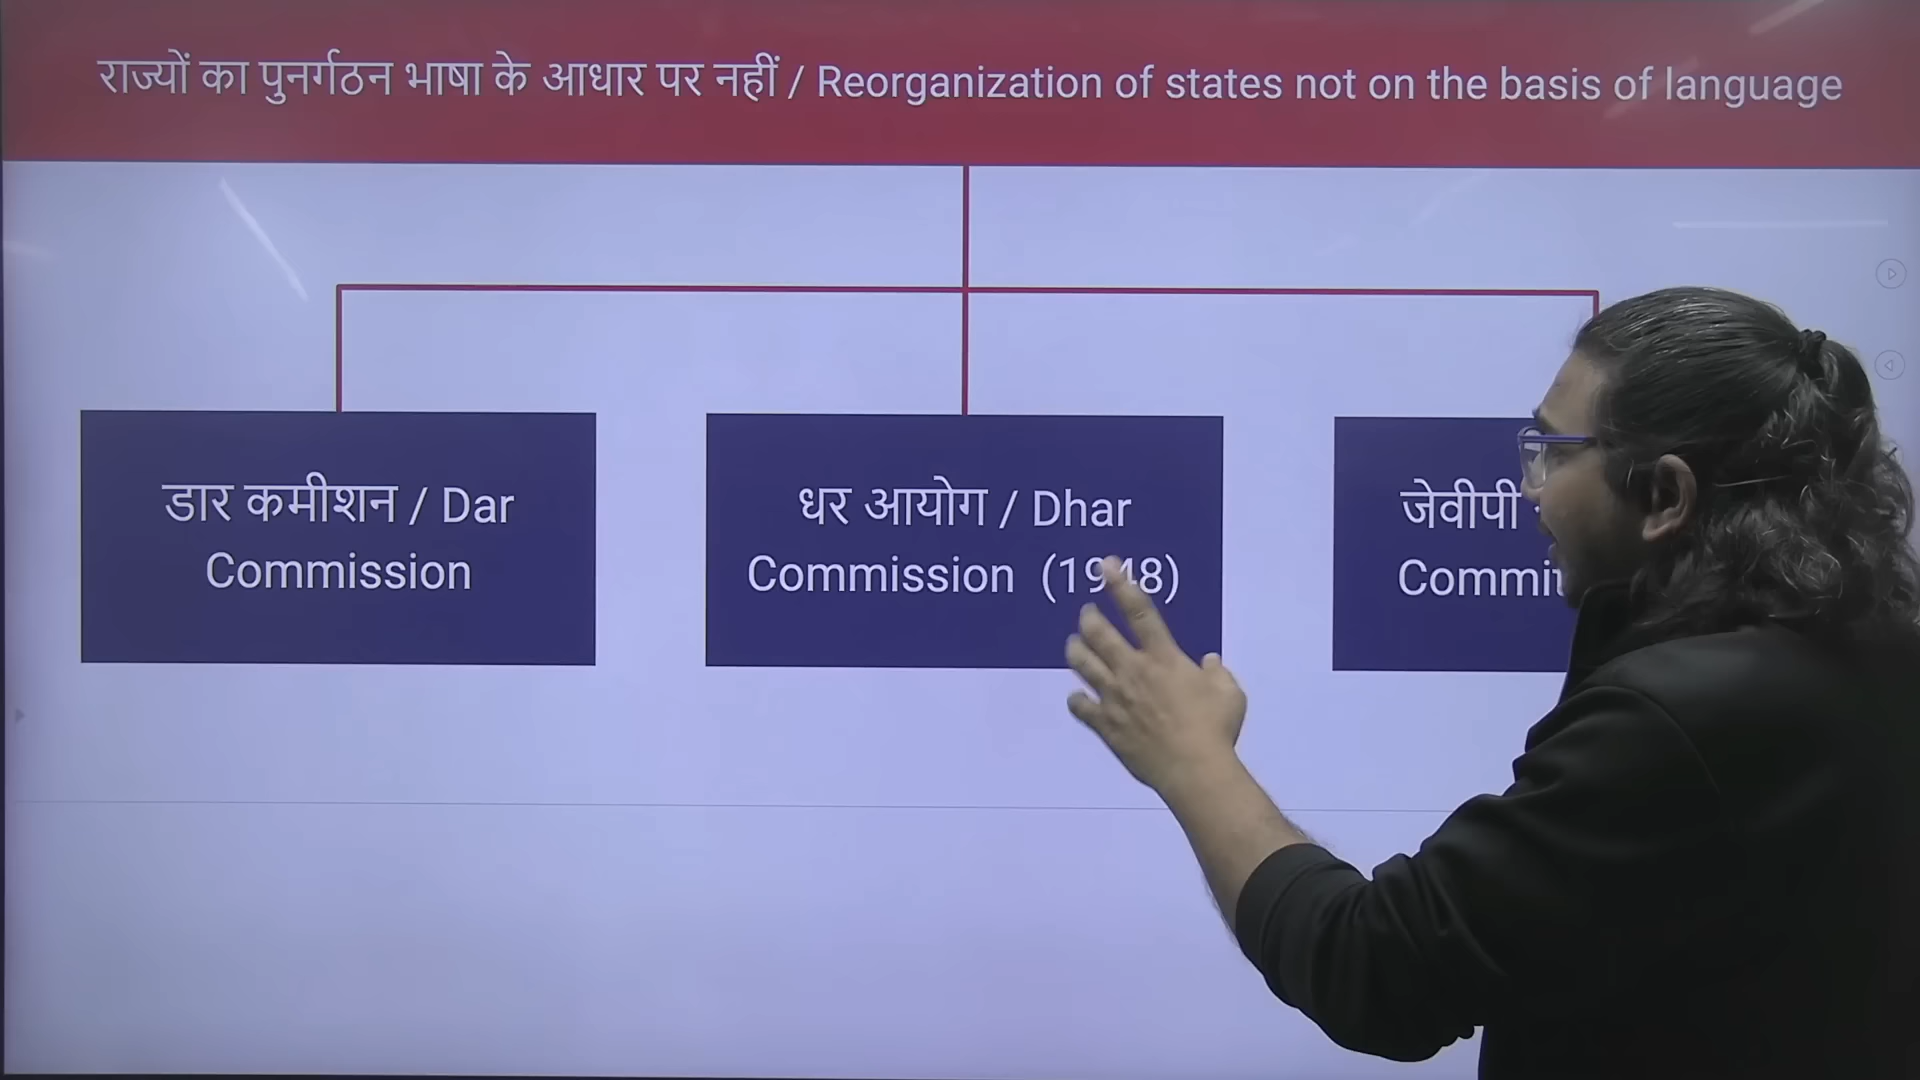 राज्यों का पुनर्गठन भाषा के आधार पर नहीं / Reorganization of states not on the basis of language
डार कमीशन / Dar
Commission
धर आयोग / Dhar
Commission (1948)
जेवीपी